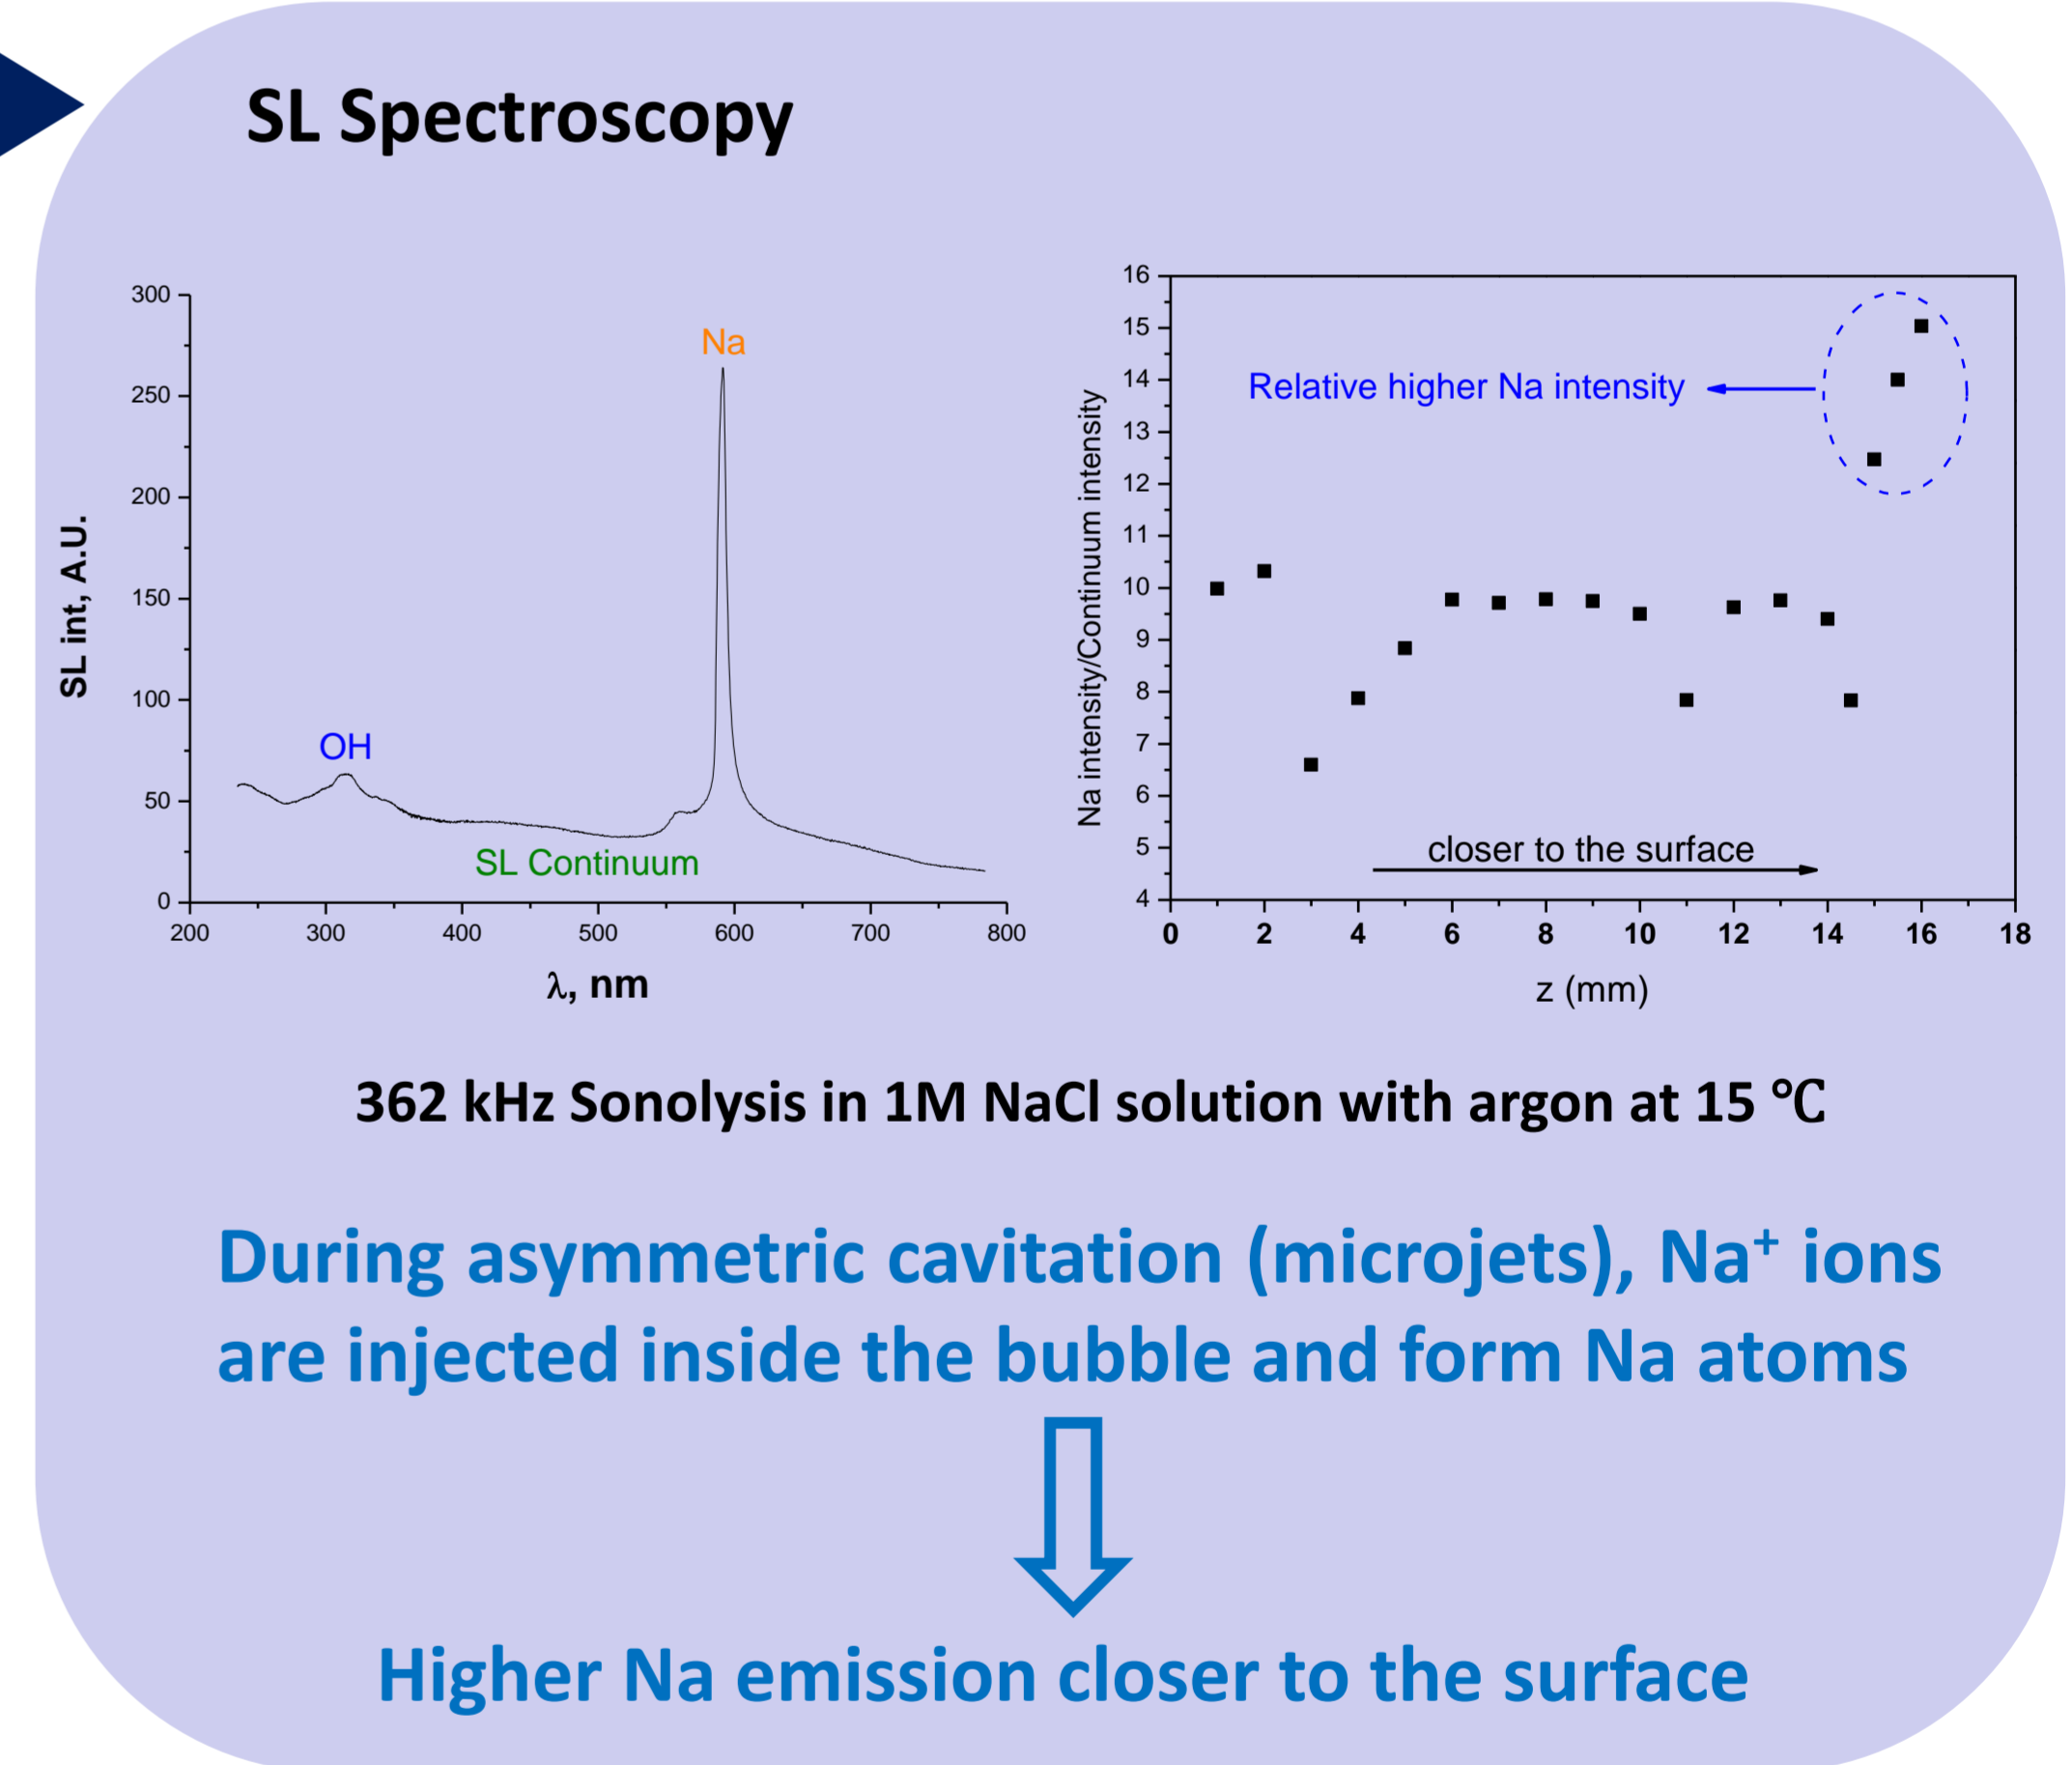 SL Spectroscopy
300
250
200
150
100
50
0
SL int, A.U.
Na
OH
SL Continuum
200 300 400 500 600 700 800
λ, nm
16
15
14
13
12
11
10
9
8
7
6
5
4
Na intensity/Continuum intensity
Relative higher Na intensity
closer to the surface
0 2 4 6 8 10 12 14 16 18
z (mm)
362 kHz Sonolysis in 1M NaCl solution with argon at 15 ℃
During asymmetric cavitation (microjets), Na⁺ ions
are injected inside the bubble and form Na atoms
Higher Na emission closer to the surface